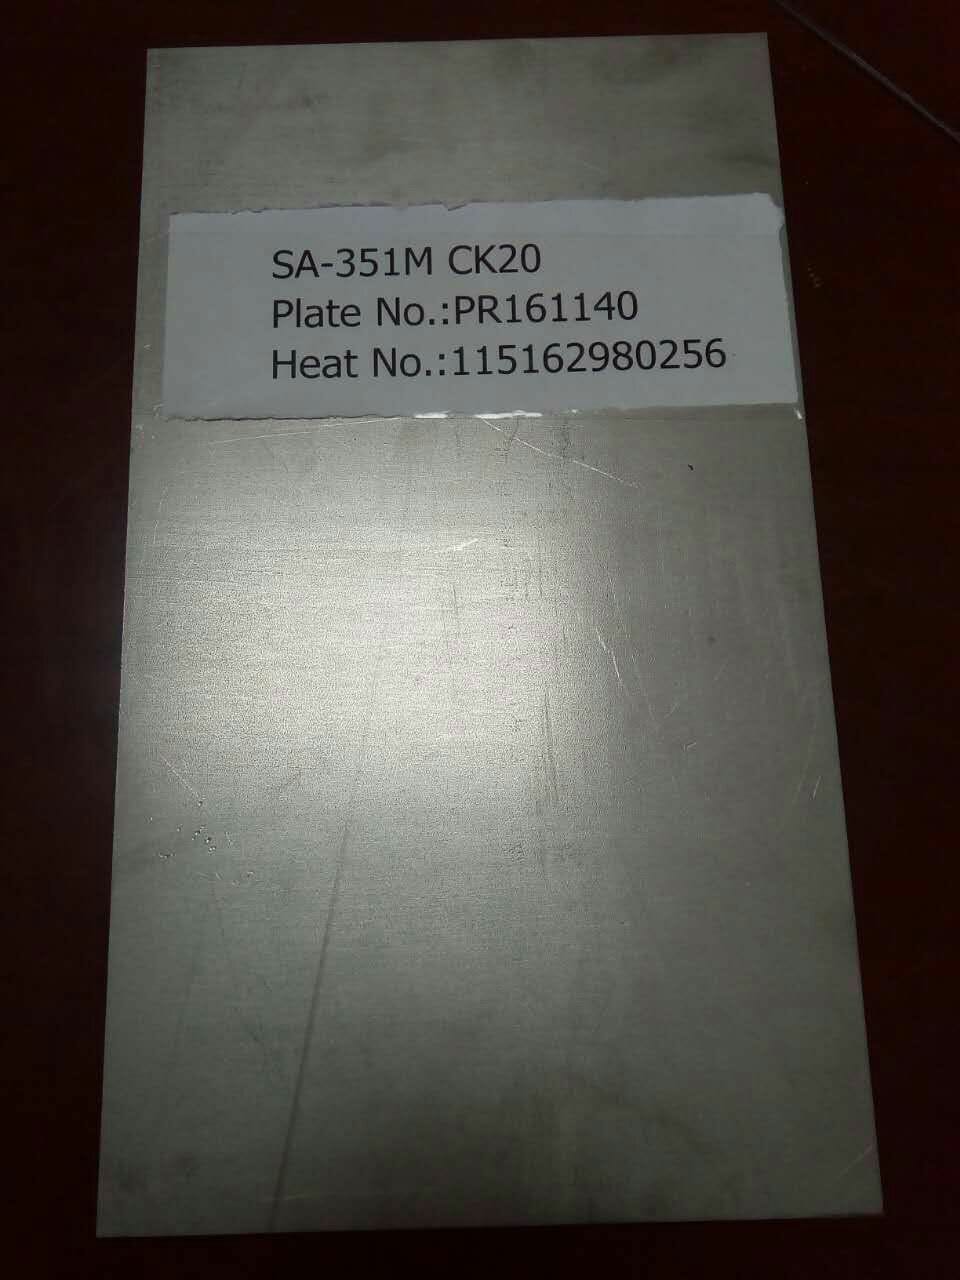 SA-351M CK20
Plate No.:PR161140
Heat No.:115162980256